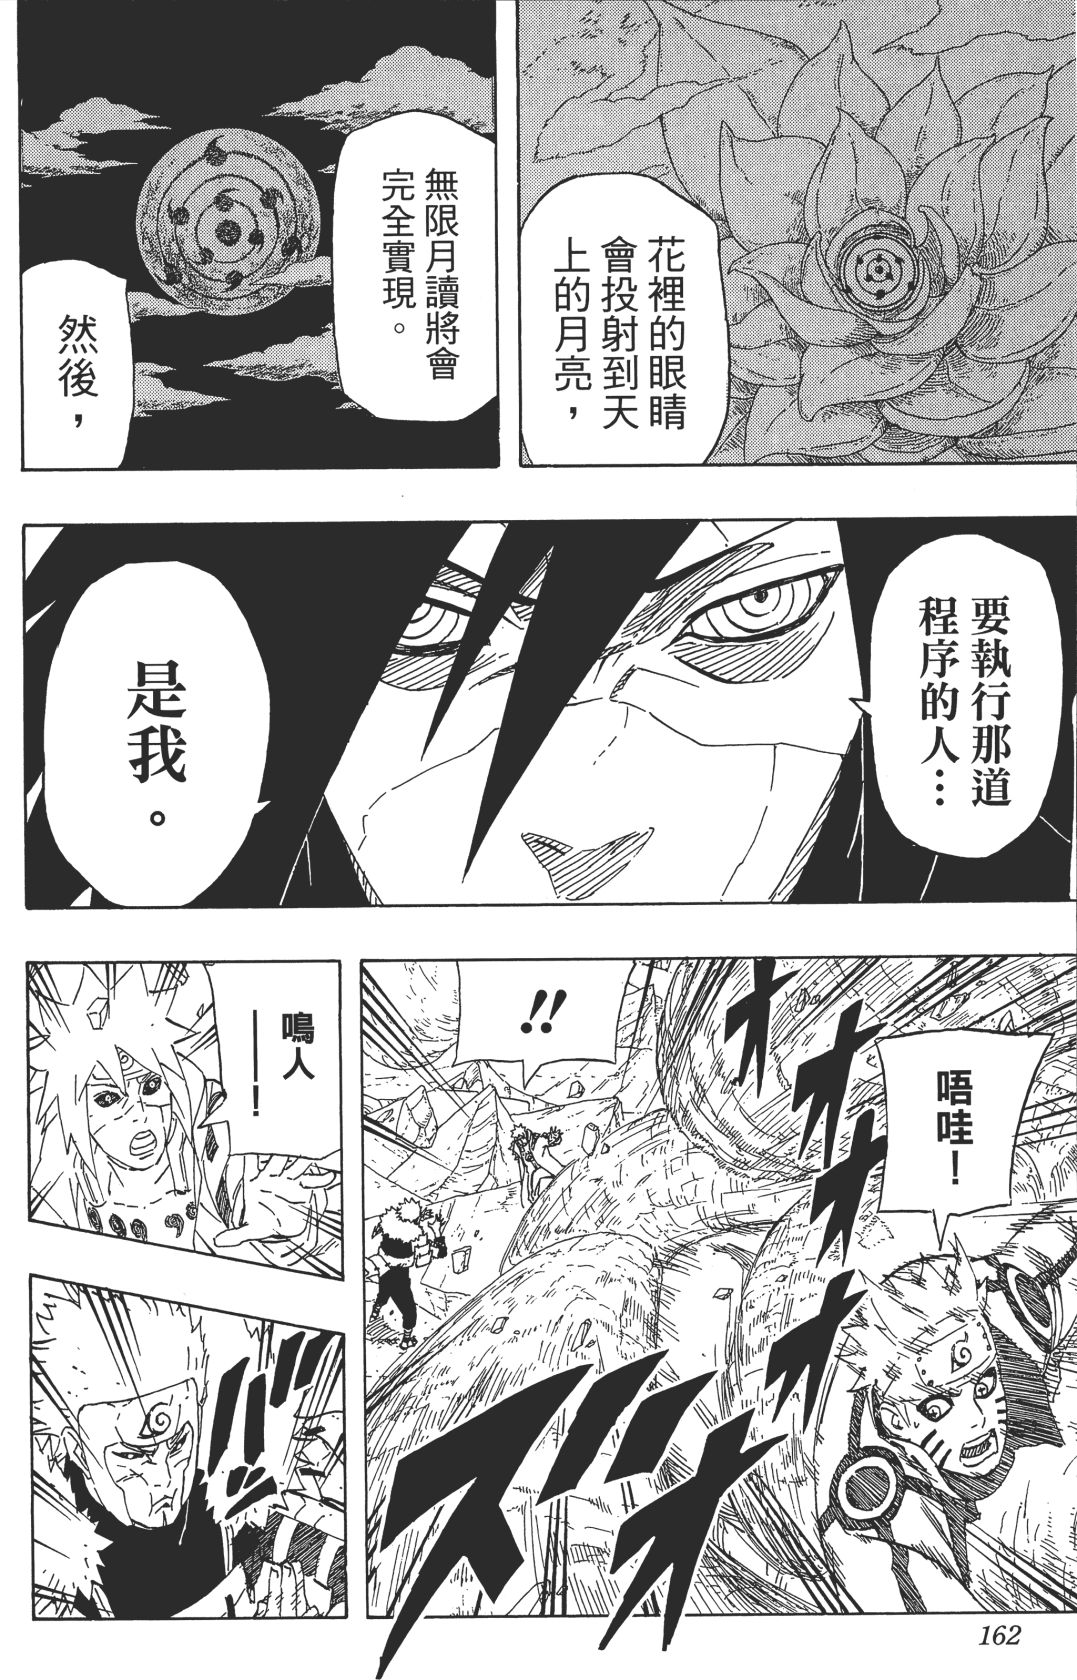 花裡的眼睛
會投射到天
上的月亮，
無限月讀將會
完全實現。
然後，
要執行那道
程序的人…
是我。
唔哇！
!!
鳴人
——！
162